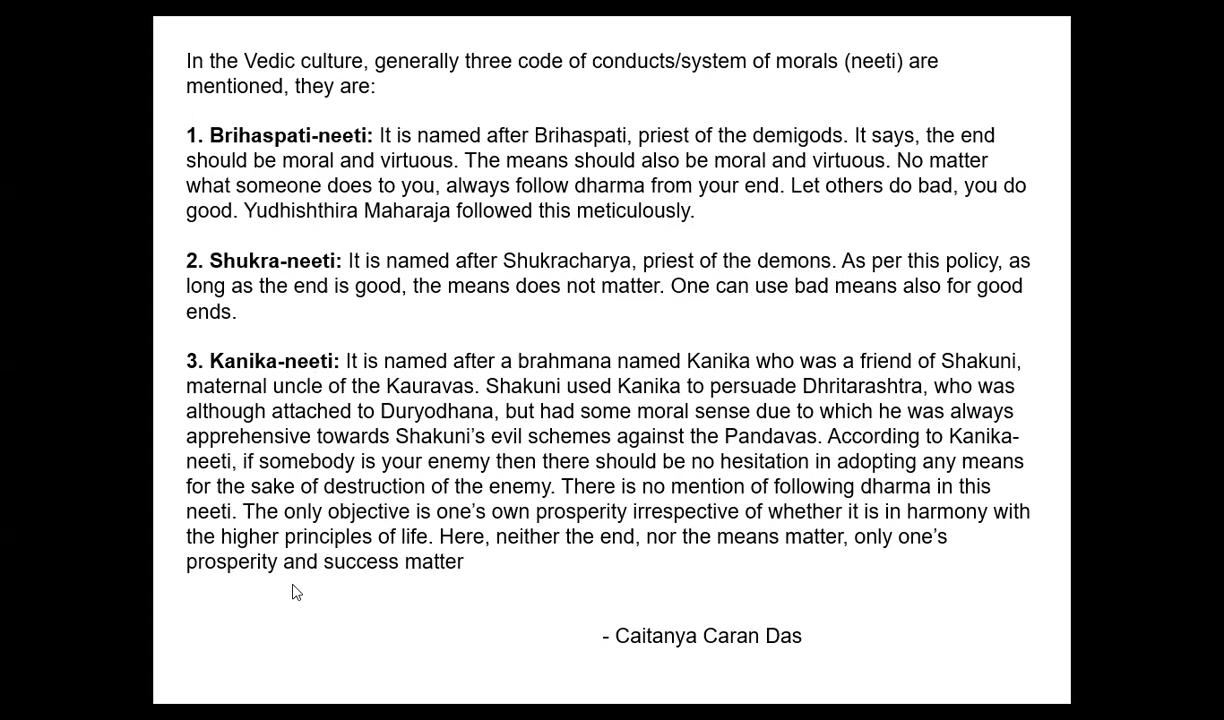 In the Vedic culture, generally three code of conducts/system of morals (neeti) are
mentioned, they are:
1. Brihaspati-neeti: It is named after Brihaspati, priest of the demigods. It says, the end
should be moral and virtuous. The means should also be moral and virtuous. No matter
what someone does to you, always follow dharma from your end. Let others do bad, you do
good. Yudhishthira Maharaja followed this meticulously.
2. Shukra-neeti: It is named after Shukracharya, priest of the demons. As per this policy, as
long as the end is good, the means does not matter. One can use bad means also for good
ends.
3. Kanika-neeti: It is named after a brahmana named Kanika who was a friend of Shakuni,
maternal uncle of the Kauravas. Shakuni used Kanika to persuade Dhritarashtra, who was
although attached to Duryodhana, but had some moral sense due to which he was always
apprehensive towards Shakuni's evil schemes against the Pandavas. According to Kanika-
neeti, if somebody is your enemy then there should be no hesitation in adopting any means
for the sake of destruction of the enemy. There is no mention of following dharma in this
neeti. The only objective is one's own prosperity irrespective of whether it is in harmony with
the higher principles of life. Here, neither the end, nor the means matter, only one's
prosperity and success matter
- Caitanya Caran Das